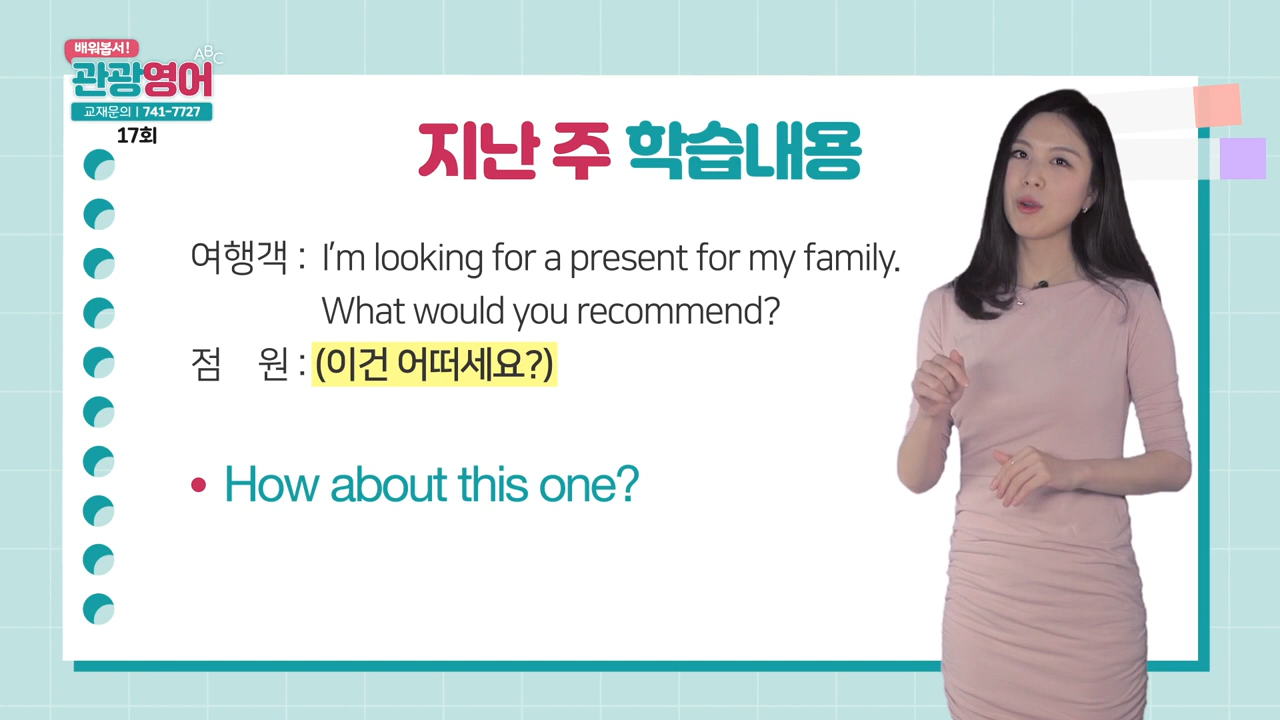 배워봅서!
ABC
관광영어
교재문의 | 741-7727
17회
지난 주 학습내용
여행객 : I'm looking for a present for my family.
What would you recommend?
점 원 : (이건 어떠세요?)
• How about this one?